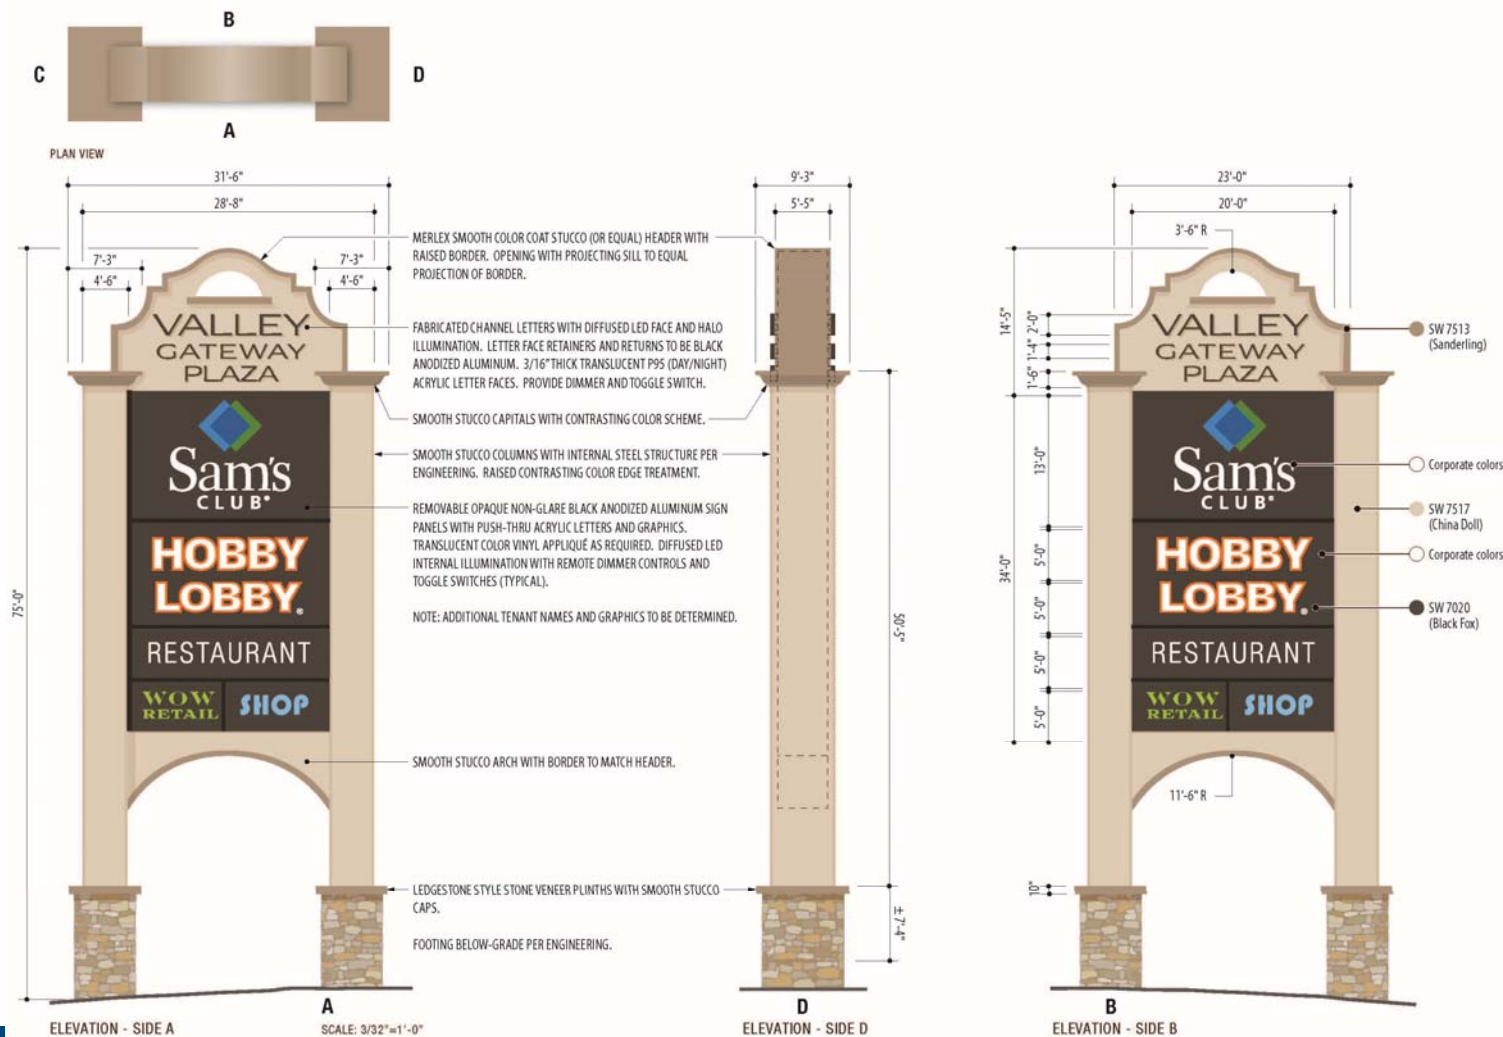 B
C
D
A
PLAN VIEW
31'-6"
28'-8"
7'-3"
7'-3"
4'-6"
4'-6"
75'-0"
VALLEY
GATEWAY
PLAZA
Sam's
CLUB®
HOBBY
LOBBY®
RESTAURANT
WOW
RETAIL
SHOP
A
ELEVATION - SIDE A
SCALE: 3/32"=1'-0"
MERLEX SMOOTH COLOR COAT STUCCO (OR EQUAL) HEADER WITH
RAISED BORDER. OPENING WITH PROJECTING SILL TO EQUAL
PROJECTION OF BORDER.
FABRICATED CHANNEL LETTERS WITH DIFFUSED LED FACE AND HALO
ILLUMINATION. LETTER FACE RETAINERS AND RETURNS TO BE BLACK
ANODIZED ALUMINUM. 3/16" THICK TRANSLUCENT P95 (DAY/NIGHT)
ACRYLIC LETTER FACES. PROVIDE DIMMER AND TOGGLE SWITCH.
SMOOTH STUCCO CAPITALS WITH CONTRASTING COLOR SCHEME.
SMOOTH STUCCO COLUMNS WITH INTERNAL STEEL STRUCTURE PER
ENGINEERING. RAISED CONTRASTING COLOR EDGE TREATMENT.
REMOVABLE OPAQUE NON-GLARE BLACK ANODIZED ALUMINUM SIGN
PANELS WITH PUSH-THRU ACRYLIC LETTERS AND GRAPHICS.
TRANSLUCENT COLOR VINYL APPLIQUÉ AS REQUIRED. DIFFUSED LED
INTERNAL ILLUMINATION WITH REMOTE DIMMER CONTROLS AND
TOGGLE SWITCHES (TYPICAL).
NOTE: ADDITIONAL TENANT NAMES AND GRAPHICS TO BE DETERMINED.
SMOOTH STUCCO ARCH WITH BORDER TO MATCH HEADER.
LEDGESTONE STYLE STONE VENEER PLINTHS WITH SMOOTH STUCCO
CAPS.
FOOTING BELOW-GRADE PER ENGINEERING.
9'-3"
5'-5"
50'-5"
± 7'-4"
D
ELEVATION - SIDE D
23'-0"
20'-0"
3'-6" R
14'-5"
2'-0"
1'-4"
1'-6"
1'-6"
34'-0"
13'-0"
5'-0"
5'-0"
5'-0"
5'-0"
10"
VALLEY
GATEWAY
PLAZA
Sam's
CLUB®
HOBBY
LOBBY®
RESTAURANT
WOW
RETAIL
SHOP
11'-6" R
SW 7513
(Sanderling)
Corporate colors
SW 7517
(China Doll)
Corporate colors
SW 7020
(Black Fox)
B
ELEVATION - SIDE B